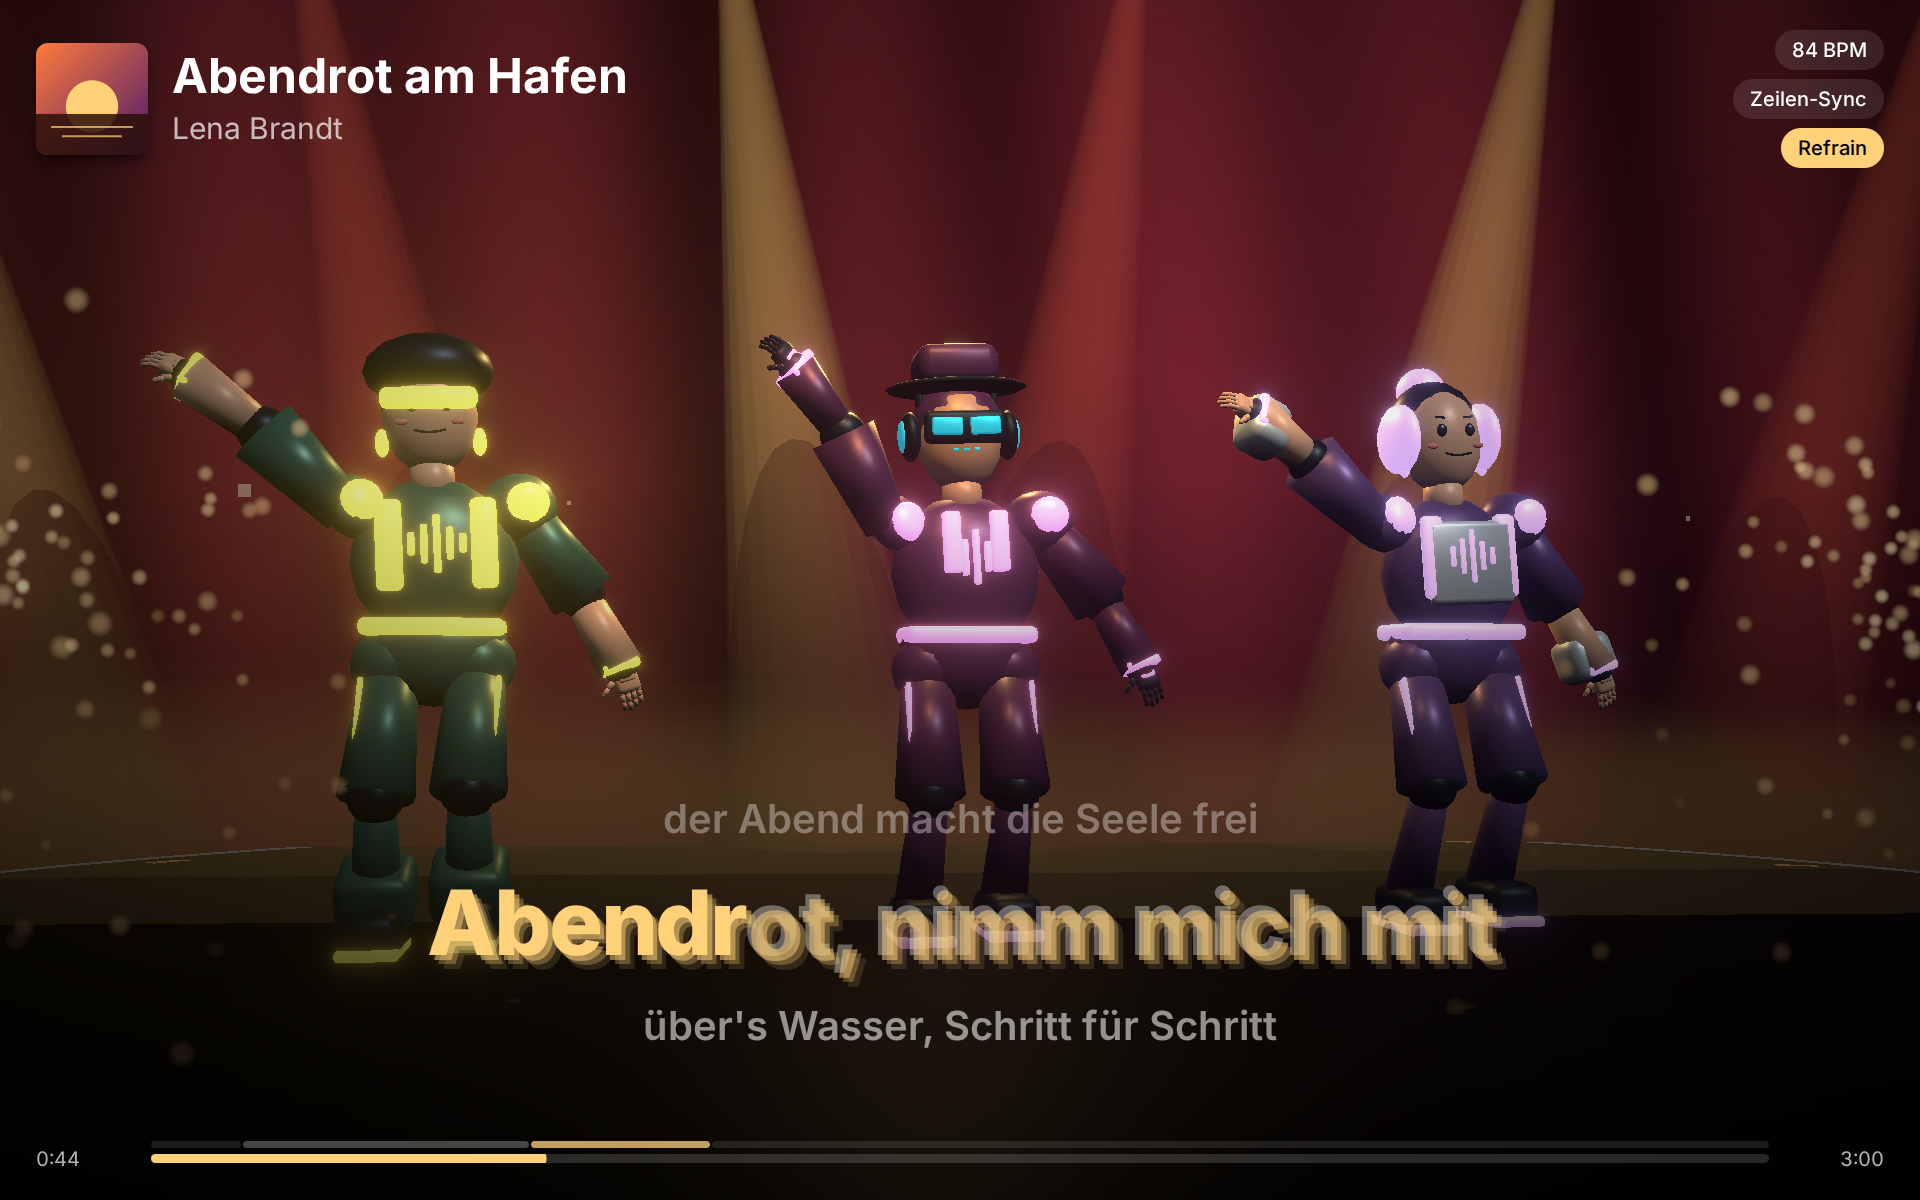 Abendrot am Hafen
Lena Brandt
84 BPM
Zeilen-Sync
Refrain
der Abend macht die Seele frei
Abendrot, nimm mich mit
über's Wasser, Schritt für Schritt
0:44
3:00